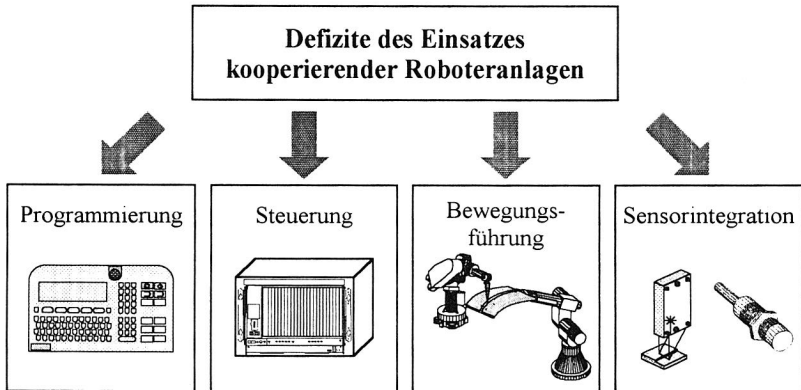 Defizite des Einsatzes
kooperierender Roboteranlagen
Programmierung
Steuerung
Bewegungs-
führung
Sensorintegration